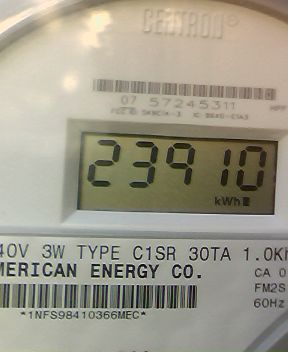 CENTRON®
07 57245311
23910
kWh
40V 3W TYPE C1SR 30TA 1.0Kh
MERICAN ENERGY CO.
CA 0
FM2S
60Hz
*1NFS98410366MEC*